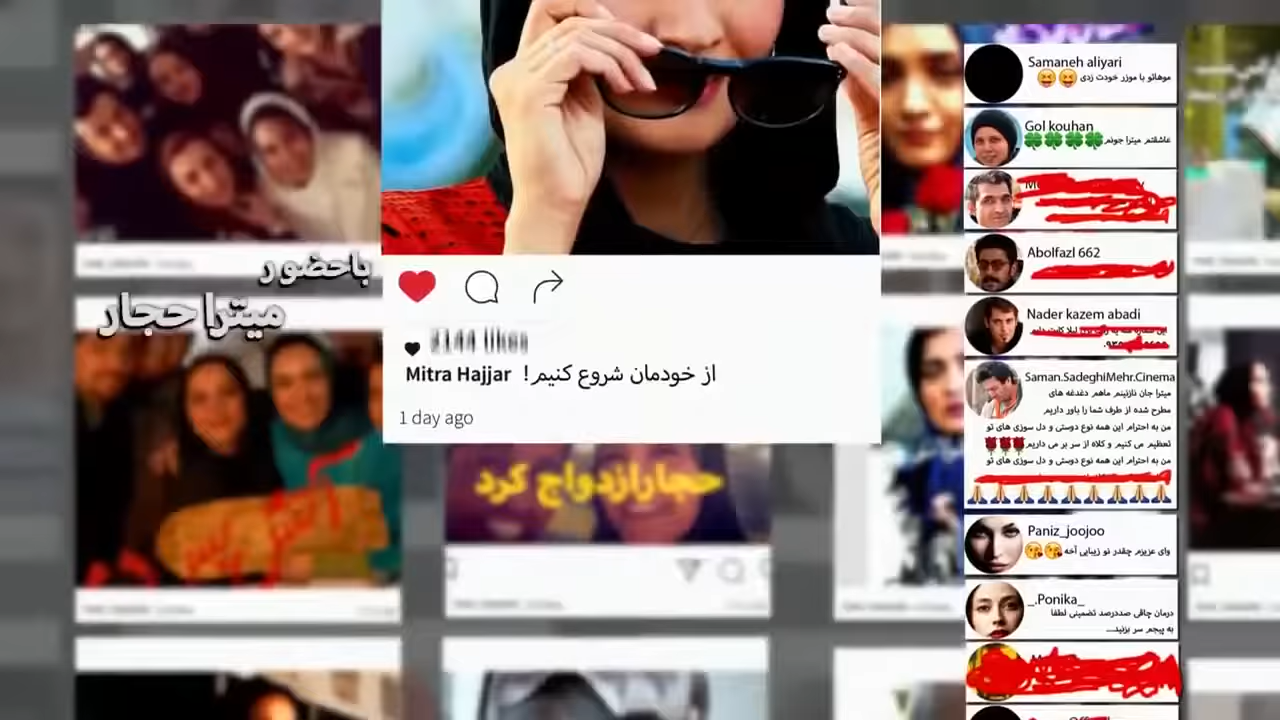 باحضور
میترا حجار
2144 likes
Mitra Hajjar از خودمان شروع کنیم!
1 day ago
حجارازدواج کرد
Samaneh aliyari
موهاتو با موزر خودت زدی
Gol kouhan
عاشقتم میترا جونم
Abolfazl 662
Nader kazem abadi
Saman.SadeghiMehr.Cinema
میترا جان نازنینم ماهم دغدغه های
مطرح شده از طرف شما را باور داریم
من به احترام این همه نوع دوستی و دل سوزی های تو
تعظیم می کنیم و کلاه از سر بر می داریم
من به احترام این همه نوع دوستی و دل سوزی های تو
Paniz_joojoo
وای عزیزم چقدر تو زیبایی آخه
_.Ponika_
درمان چاقی صددرصد تضمینی لطفا
به پیجم سر بزنید...